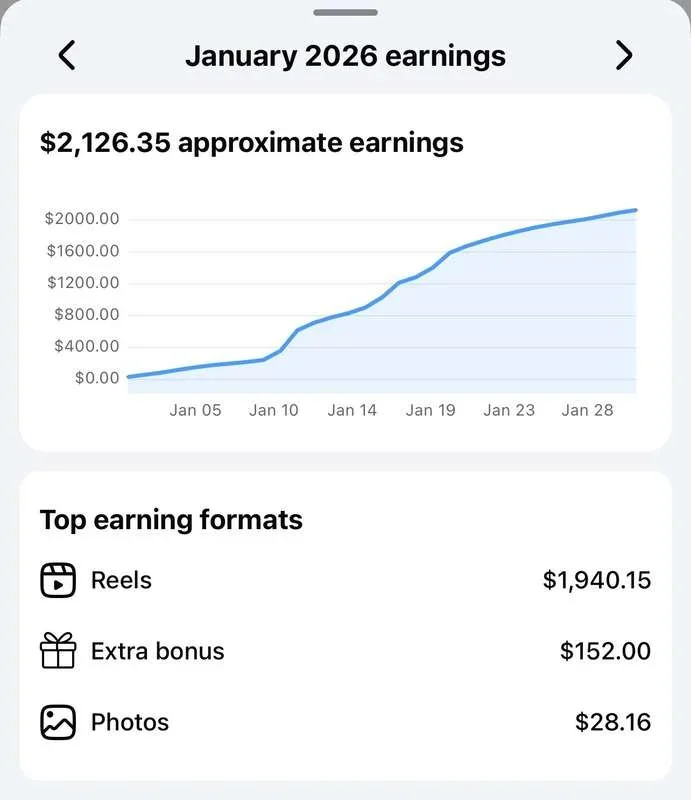 January 2026 earnings
$2,126.35 approximate earnings
$2000.00
$1600.00
$1200.00
$800.00
$400.00
$0.00
Jan 05 Jan 10 Jan 14 Jan 19 Jan 23 Jan 28
Top earning formats
Reels $1,940.15
Extra bonus $152.00
Photos $28.16